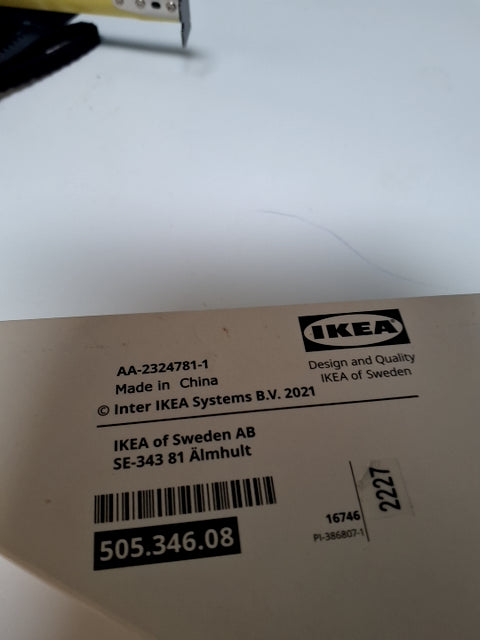 IKEA
Design and Quality
IKEA of Sweden
AA-2324781-1
Made in China
© Inter IKEA Systems B.V. 2021
IKEA of Sweden AB
SE-343 81 Älmhult
505.346.08
16746
PI-386807-1
2227